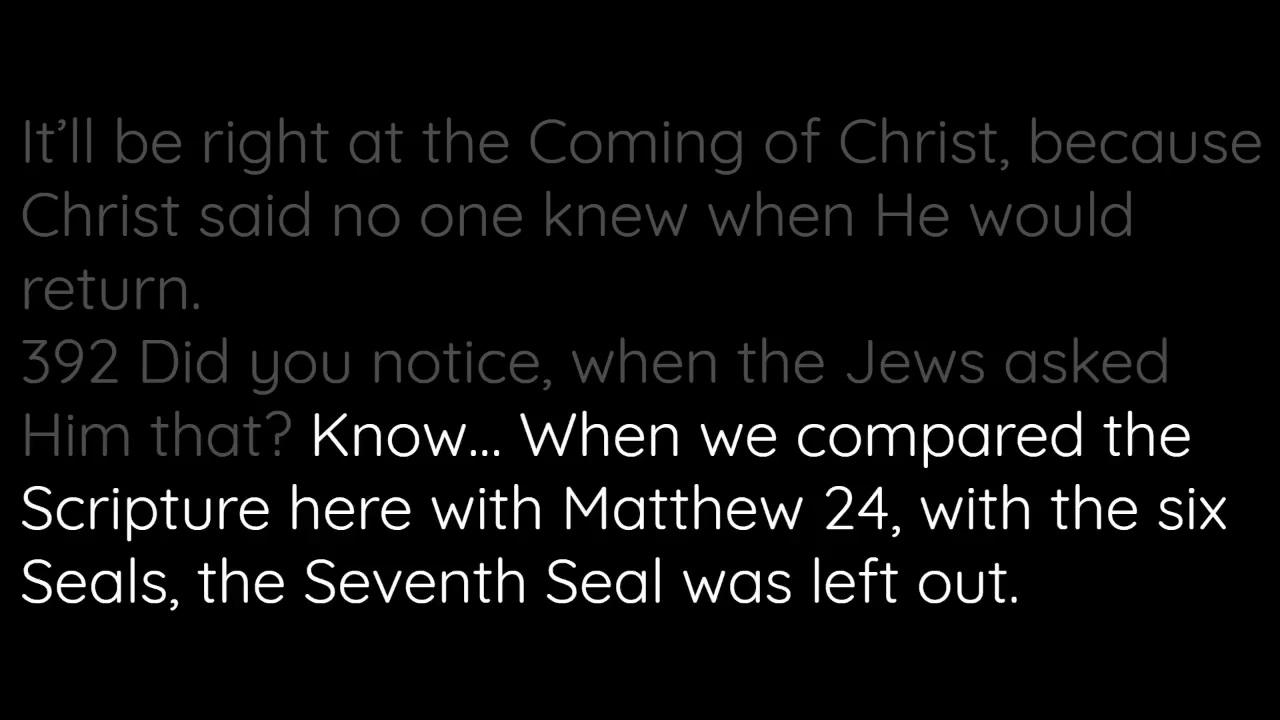 It’ll be right at the Coming of Christ, because
Christ said no one knew when He would
return.
392 Did you notice, when the Jews asked
Him that? Know... When we compared the
Scripture here with Matthew 24, with the six
Seals, the Seventh Seal was left out.